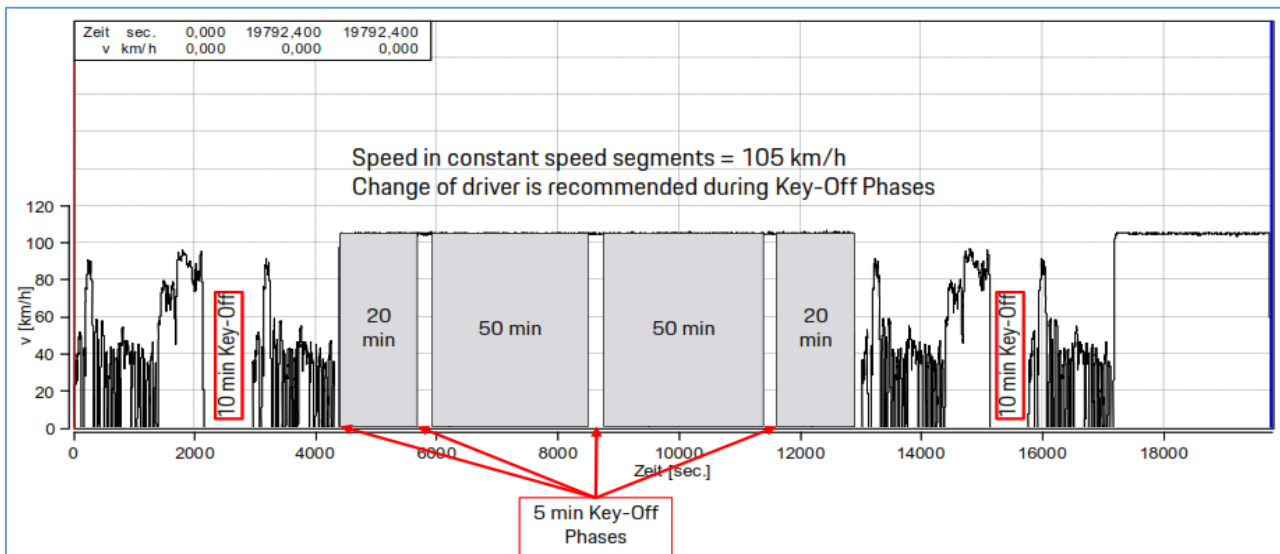 Zeit sec. 0,000 19792,400 19792,400
v km/h 0,000 0,000 0,000
Speed in constant speed segments = 105 km/h
Change of driver is recommended during Key-Off Phases
120
100
80
60
40
20
0
v [km/h]
10 min Key-Off
20
min
50 min
50 min
20
min
10 min Key-Off
0 2000 4000 6000 8000 10000 12000 14000 16000 18000
Zeit [sec.]
5 min Key-Off
Phases